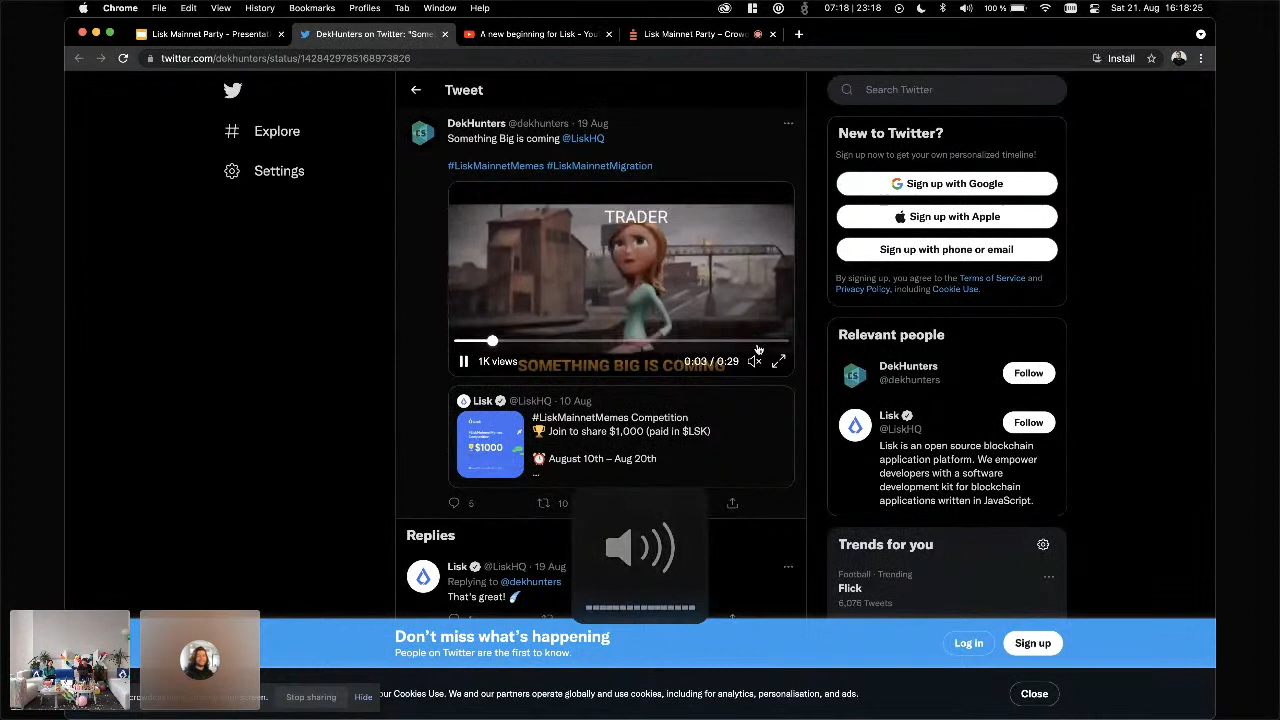 Chrome File Edit View History Bookmarks Profiles Tab Window Help 07:18 | 23:18 100 % Sat 21. Aug 16:18:25
Lisk Mainnet Party - Presentati
DekHunters on Twitter: "Some
A new beginning for Lisk - You
Lisk Mainnet Party – Crowd
twitter.com/dekhunters/status/1428429785168973826
Install
Explore
Settings
Tweet
DekHunters @dekhunters · 19 Aug
Something Big is coming @LiskHQ
#LiskMainnetMemes #LiskMainnetMigration
TRADER
1K views
SOMETHING BIG IS COMING
0:03 / 0:29
Lisk @LiskHQ · 10 Aug
#LiskMainnetMemes Competition
🏆 Join to share $1,000 (paid in $LSK)
⏰ August 10th – Aug 20th
...
$1000
5
10
Replies
Lisk @LiskHQ · 19 Aug
Replying to @dekhunters
That's great!
Search Twitter
New to Twitter?
Sign up now to get your own personalized timeline!
Sign up with Google
Sign up with Apple
Sign up with phone or email
By signing up, you agree to the Terms of Service and
Privacy Policy, including Cookie Use.
Relevant people
DekHunters
@dekhunters
Follow
Lisk
@LiskHQ
Follow
Lisk is an open source blockchain
application platform. We empower
developers with a software
development kit for blockchain
applications written in JavaScript.
Trends for you
Football · Trending
Flick
6,076 Tweets
Don't miss what's happening
People on Twitter are the first to know.
Log in
Sign up
screen.
Stop sharing
Hide
our Cookies Use. We and our partners operate globally and use cookies, including for analytics, personalisation, and ads.
Close